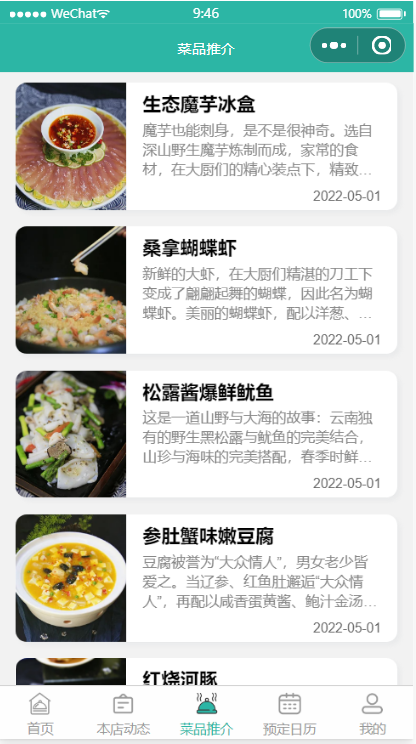 WeChat 9:46 100%
菜品推介
生态魔芋冰盒
魔芋也能刺身，是不是很神奇。选自
深山野生魔芋炼制而成，家常的食
材，在大厨们的精心装点下，精致…
2022-05-01
桑拿蝴蝶虾
新鲜的大虾，在大厨们精湛的刀工下
变成了翩翩起舞的蝴蝶，因此名为蝴
蝶虾。美丽的蝴蝶虾，配以洋葱、…
2022-05-01
松露酱爆鲜鱿鱼
这是一道山野与大海的故事：云南独
有的野生黑松露与鱿鱼的完美结合，
山珍与海味的完美搭配，春季时鲜…
2022-05-01
参肚蟹味嫩豆腐
豆腐被誉为“大众情人”，男女老少皆
爱之。当辽参、红鱼肚邂逅“大众情
人”，再配以咸香蛋黄酱、鲍汁金汤…
2022-05-01
红烧河豚
首页 本店动态 菜品推介 预定日历 我的